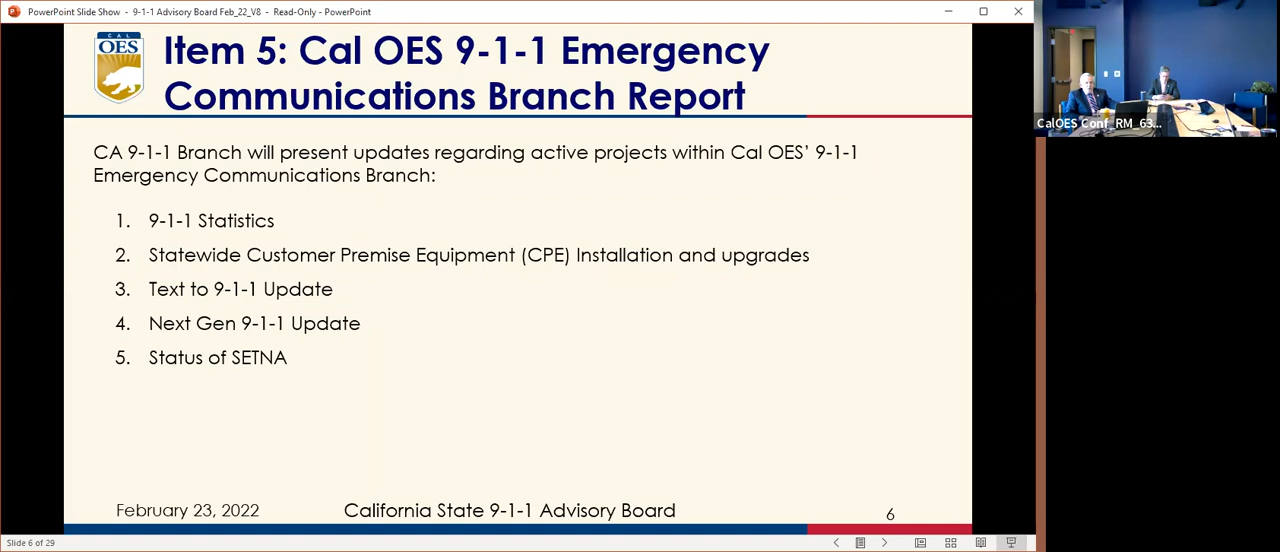 PowerPoint Slide Show - 9-1-1 Advisory Board Feb_22_V8 - Read-Only - PowerPoint
CAL
OES
Item 5: Cal OES 9-1-1 Emergency
Communications Branch Report
CalOES Conf_RM_63...
CA 9-1-1 Branch will present updates regarding active projects within Cal OES’ 9-1-1
Emergency Communications Branch:
1. 9-1-1 Statistics
2. Statewide Customer Premise Equipment (CPE) Installation and upgrades
3. Text to 9-1-1 Update
4. Next Gen 9-1-1 Update
5. Status of SETNA
February 23, 2022 California State 9-1-1 Advisory Board 6
Slide 6 of 29